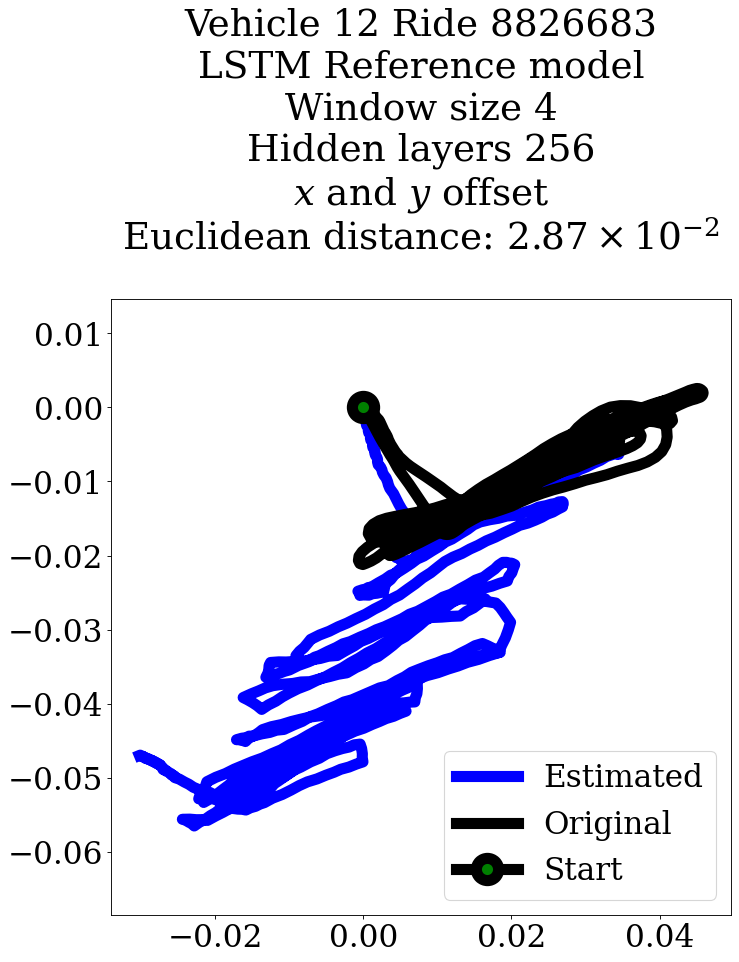 Vehicle 12 Ride 8826683
LSTM Reference model
Window size 4
Hidden layers 256
x and y offset
Euclidean distance: 2.87 × 10⁻²
0.01
0.00
−0.01
−0.02
−0.03
−0.04
−0.05
−0.06
Estimated
Original
Start
−0.02 0.00 0.02 0.04